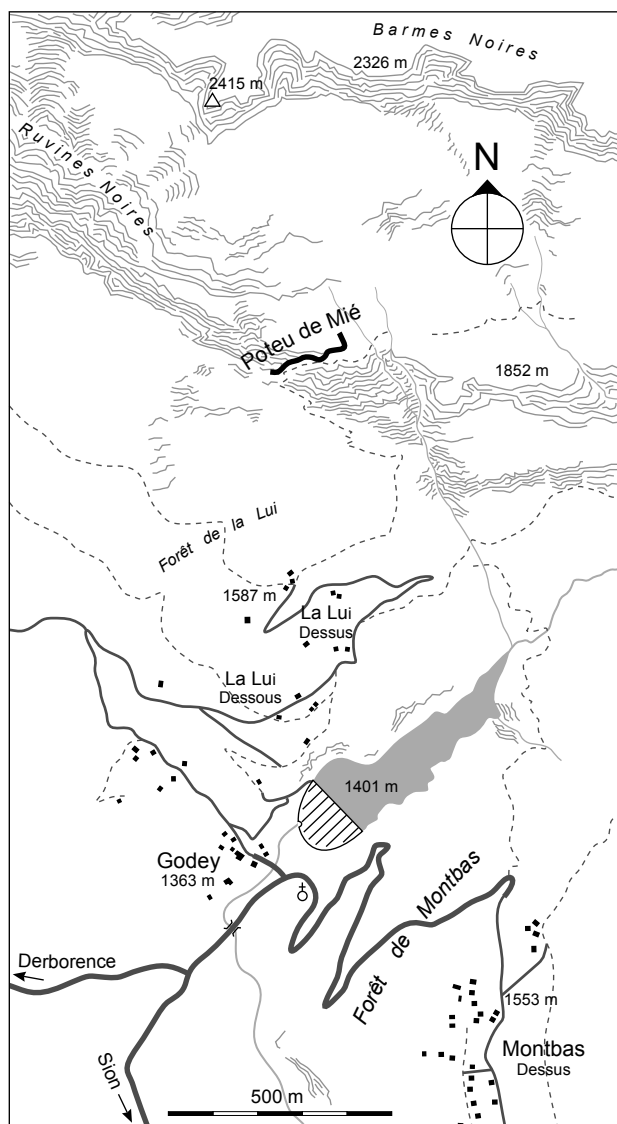 Barmes Noires
2326 m
2415 m
Ruvines Noires
N
Poteu de Mié
1852 m
Forêt de la Lui
1587 m
La Lui
Dessus
La Lui
Dessous
1401 m
Godey
1363 m
Forêt de Montbas
Derborence
1553 m
Montbas
Dessus
Sion
500 m